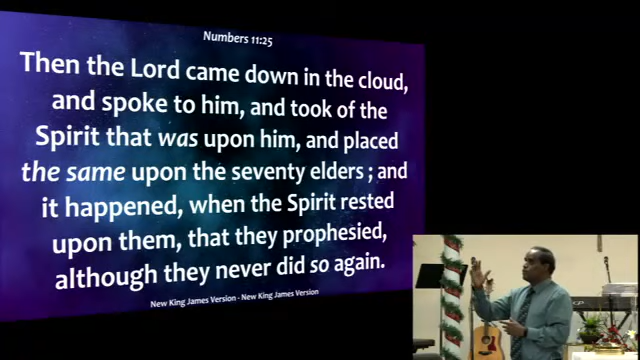 Numbers 11:25
Then the Lord came down in the cloud,
and spoke to him, and took of the
Spirit that was upon him, and placed
the same upon the seventy elders ; and
it happened, when the Spirit rested
upon them, that they prophesied,
although they never did so again.
New King James Version - New King James Version